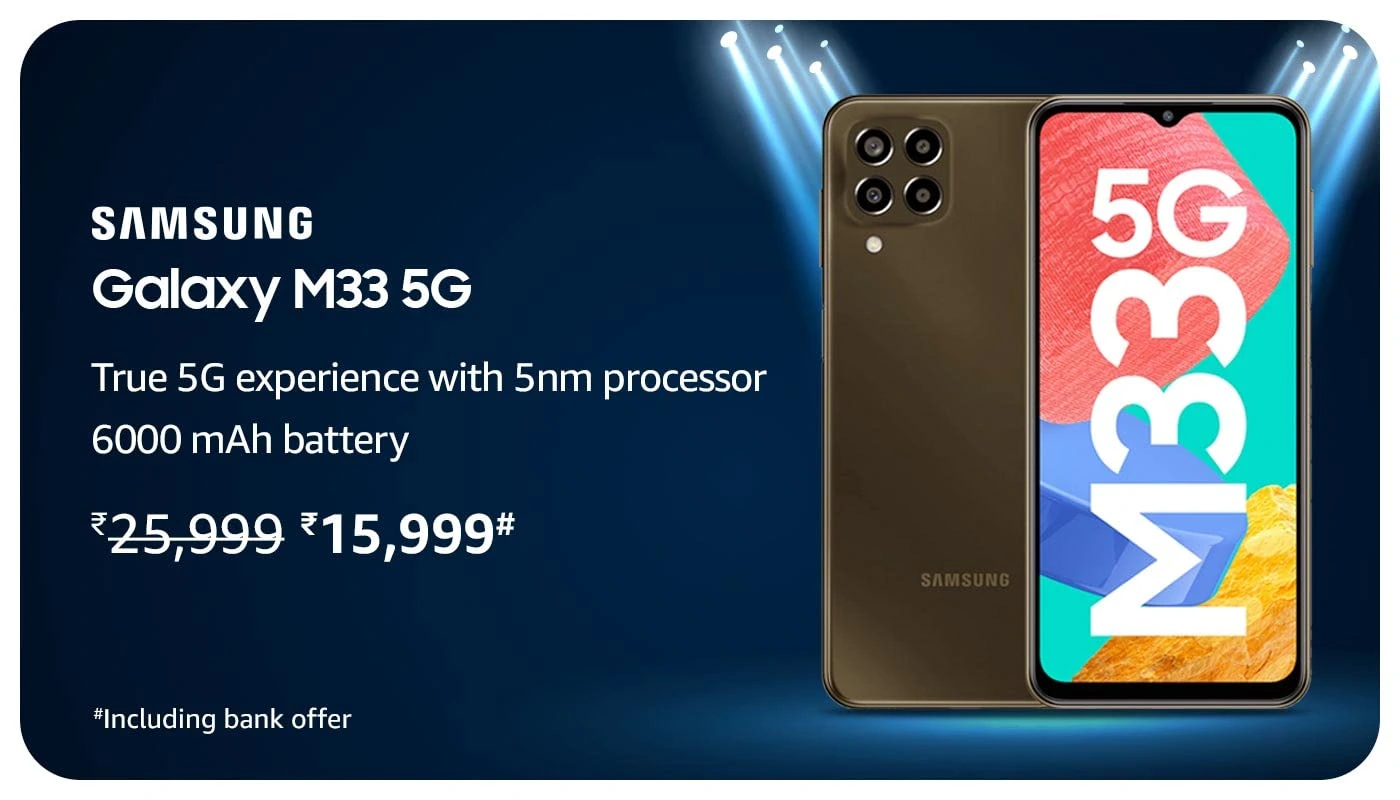 SAMSUNG
Galaxy M33 5G
True 5G experience with 5nm processor
6000 mAh battery
₹25,999 ₹15,999#
#Including bank offer
SAMSUNG
M33 5G